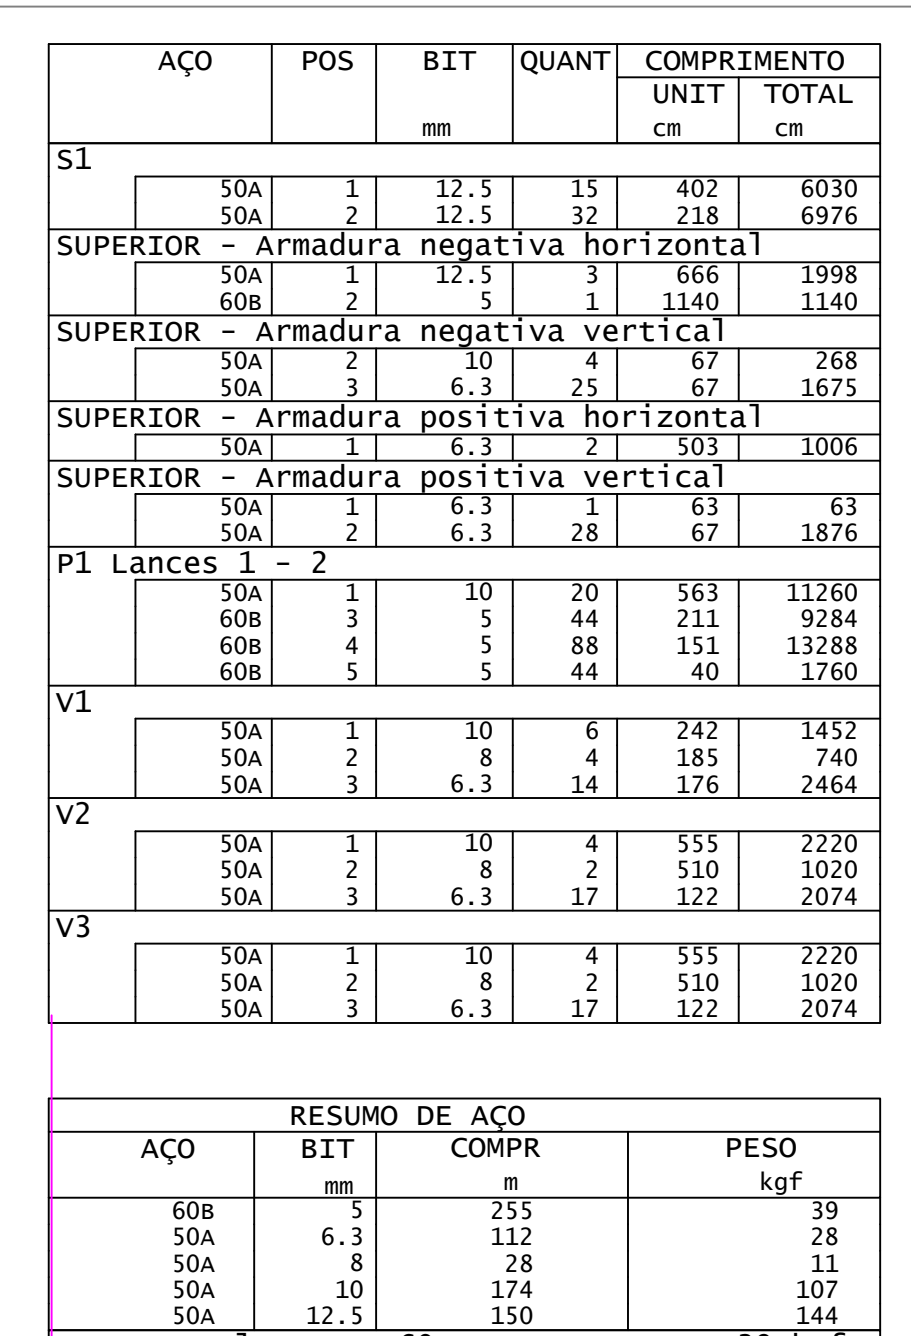 AÇO POS BIT QUANT COMPRIMENTO
UNIT TOTAL
mm cm cm
S1
50A 1 12.5 15 402 6030
50A 2 12.5 32 218 6976
SUPERIOR - Armadura negativa horizontal
50A 1 12.5 3 666 1998
60B 2 5 1 1140 1140
SUPERIOR - Armadura negativa vertical
50A 2 10 4 67 268
50A 3 6.3 25 67 1675
SUPERIOR - Armadura positiva horizontal
50A 1 6.3 2 503 1006
SUPERIOR - Armadura positiva vertical
50A 1 6.3 1 63 63
50A 2 6.3 28 67 1876
P1 Lances 1 - 2
50A 1 10 20 563 11260
60B 3 5 44 211 9284
60B 4 5 88 151 13288
60B 5 5 44 40 1760
V1
50A 1 10 6 242 1452
50A 2 8 4 185 740
50A 3 6.3 14 176 2464
V2
50A 1 10 4 555 2220
50A 2 8 2 510 1020
50A 3 6.3 17 122 2074
V3
50A 1 10 4 555 2220
50A 2 8 2 510 1020
50A 3 6.3 17 122 2074
RESUMO DE AÇO
AÇO BIT COMPR PESO
mm m kgf
60B 5 255 39
50A 6.3 112 28
50A 8 28 11
50A 10 174 107
50A 12.5 150 144